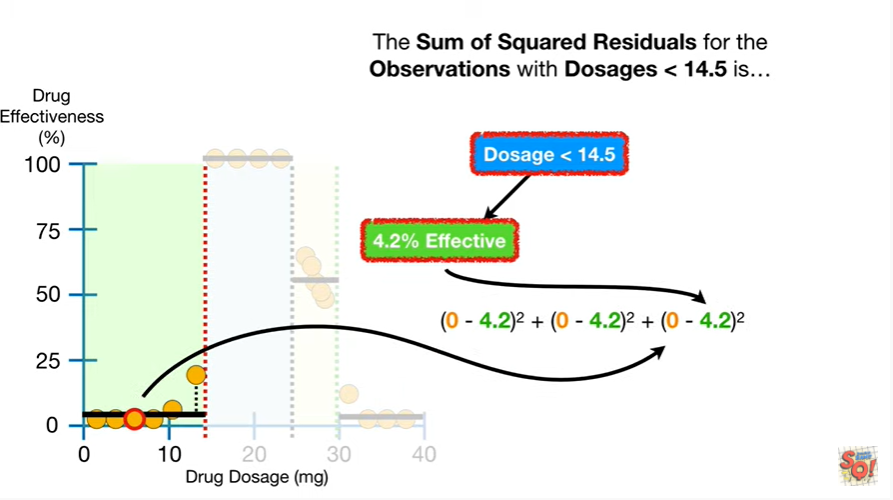 The Sum of Squared Residuals for the
Observations with Dosages < 14.5 is…
Drug
Effectiveness
(%)
100
75
50
25
0
0
10
20
30
40
Drug Dosage (mg)
Dosage < 14.5
4.2% Effective
(0 - 4.2)² + (0 - 4.2)² + (0 - 4.2)²
SQ!